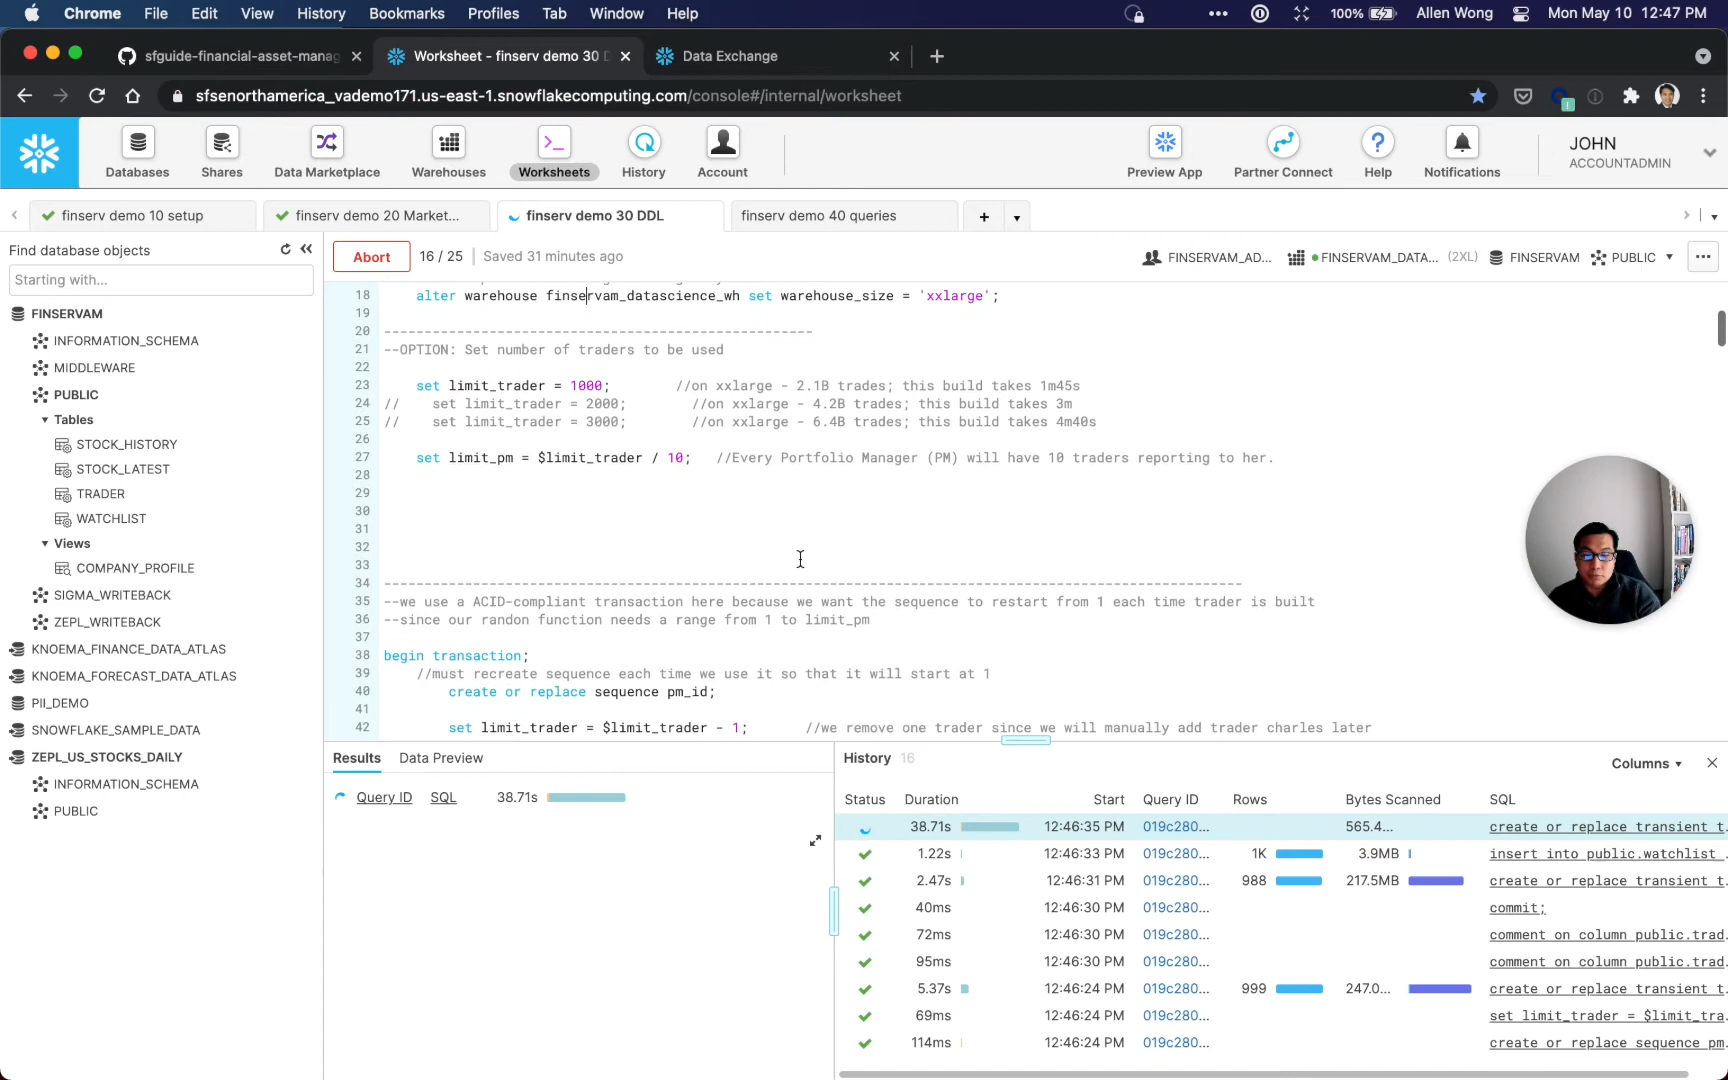 Chrome File Edit View History Bookmarks Profiles Tab Window Help 100% Allen Wong Mon May 10 12:47 PM
sfguide-financial-asset-manag Worksheet - finserv demo 30 D Data Exchange
sfsenorthamerica_vademo171.us-east-1.snowflakecomputing.com/console#/internal/worksheet
Databases Shares Data Marketplace Warehouses Worksheets History Account Preview App Partner Connect Help Notifications
JOHN
ACCOUNTADMIN
finserv demo 10 setup finserv demo 20 Market... finserv demo 30 DDL finserv demo 40 queries
Find database objects
Starting with...
Abort 16 / 25 Saved 31 minutes ago FINSERVAM_AD... FINSERVAM_DATA... (2XL) FINSERVAM PUBLIC
FINSERVAM
INFORMATION_SCHEMA
MIDDLEWARE
PUBLIC
Tables
STOCK_HISTORY
STOCK_LATEST
TRADER
WATCHLIST
Views
COMPANY_PROFILE
SIGMA_WRITEBACK
ZEPL_WRITEBACK
KNOEMA_FINANCE_DATA_ATLAS
KNOEMA_FORECAST_DATA_ATLAS
PII_DEMO
SNOWFLAKE_SAMPLE_DATA
ZEPL_US_STOCKS_DAILY
INFORMATION_SCHEMA
PUBLIC
18 alter warehouse finservam_datascience_wh set warehouse_size = 'xxlarge';
19
20 -----------------------------------------------------
21 --OPTION: Set number of traders to be used
22
23 set limit_trader = 1000; //on xxlarge - 2.1B trades; this build takes 1m45s
24 // set limit_trader = 2000; //on xxlarge - 4.2B trades; this build takes 3m
25 // set limit_trader = 3000; //on xxlarge - 6.4B trades; this build takes 4m40s
26
27 set limit_pm = $limit_trader / 10; //Every Portfolio Manager (PM) will have 10 traders reporting to her.
28
29
30
31
32
33
34 ----------------------------------------------------------------------------------------------------------
35 --we use a ACID-compliant transaction here because we want the sequence to restart from 1 each time trader is built
36 --since our randon function needs a range from 1 to limit_pm
37
38 begin transaction;
39 //must recreate sequence each time we use it so that it will start at 1
40 create or replace sequence pm_id;
41
42 set limit_trader = $limit_trader - 1; //we remove one trader since we will manually add trader charles later
Results Data Preview
Query ID SQL 38.71s
History 16 Columns
Status Duration Start Query ID Rows Bytes Scanned SQL
38.71s 12:46:35 PM 019c280... 565.4... create or replace transient t.
1.22s 12:46:33 PM 019c280... 1K 3.9MB insert into public.watchlist .
2.47s 12:46:31 PM 019c280... 988 217.5MB create or replace transient t.
40ms 12:46:30 PM 019c280... commit;
72ms 12:46:30 PM 019c280... comment on column public.trad.
95ms 12:46:30 PM 019c280... comment on column public.trad.
5.37s 12:46:24 PM 019c280... 999 247.0... create or replace transient t.
69ms 12:46:24 PM 019c280... set limit_trader = $limit_tra.
114ms 12:46:24 PM 019c280... create or replace sequence pm.